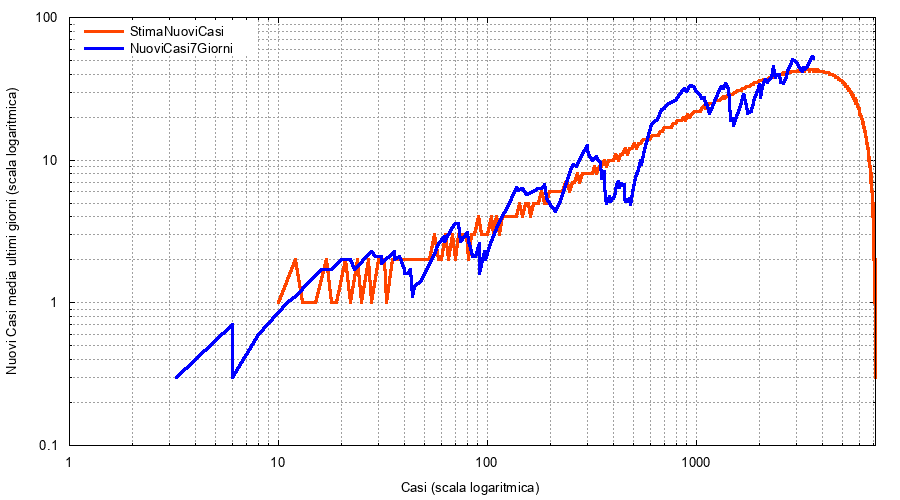 100
StimaNuoviCasi
NuoviCasi7Giorni
Nuovi Casi media ultimi giorni (scala logaritmica)
10
1
0.1
1
10
100
1000
Casi (scala logaritmica)